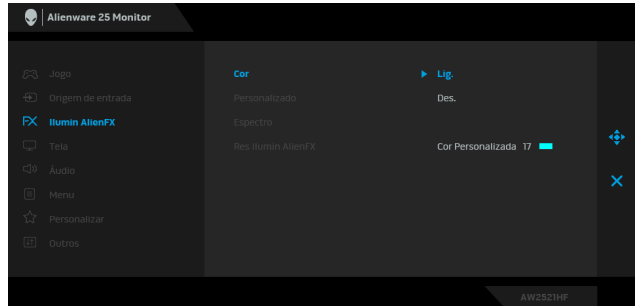 Alienware 25 Monitor
Jogo
Origem de entrada
FX Ilumin AlienFX
Tela
Áudio
Menu
Personalizar
Outros
Cor
Personalizado
Espectro
Res Ilumin AlienFX
Lig.
Des.
Cor Personalizada 17
AW2521HF